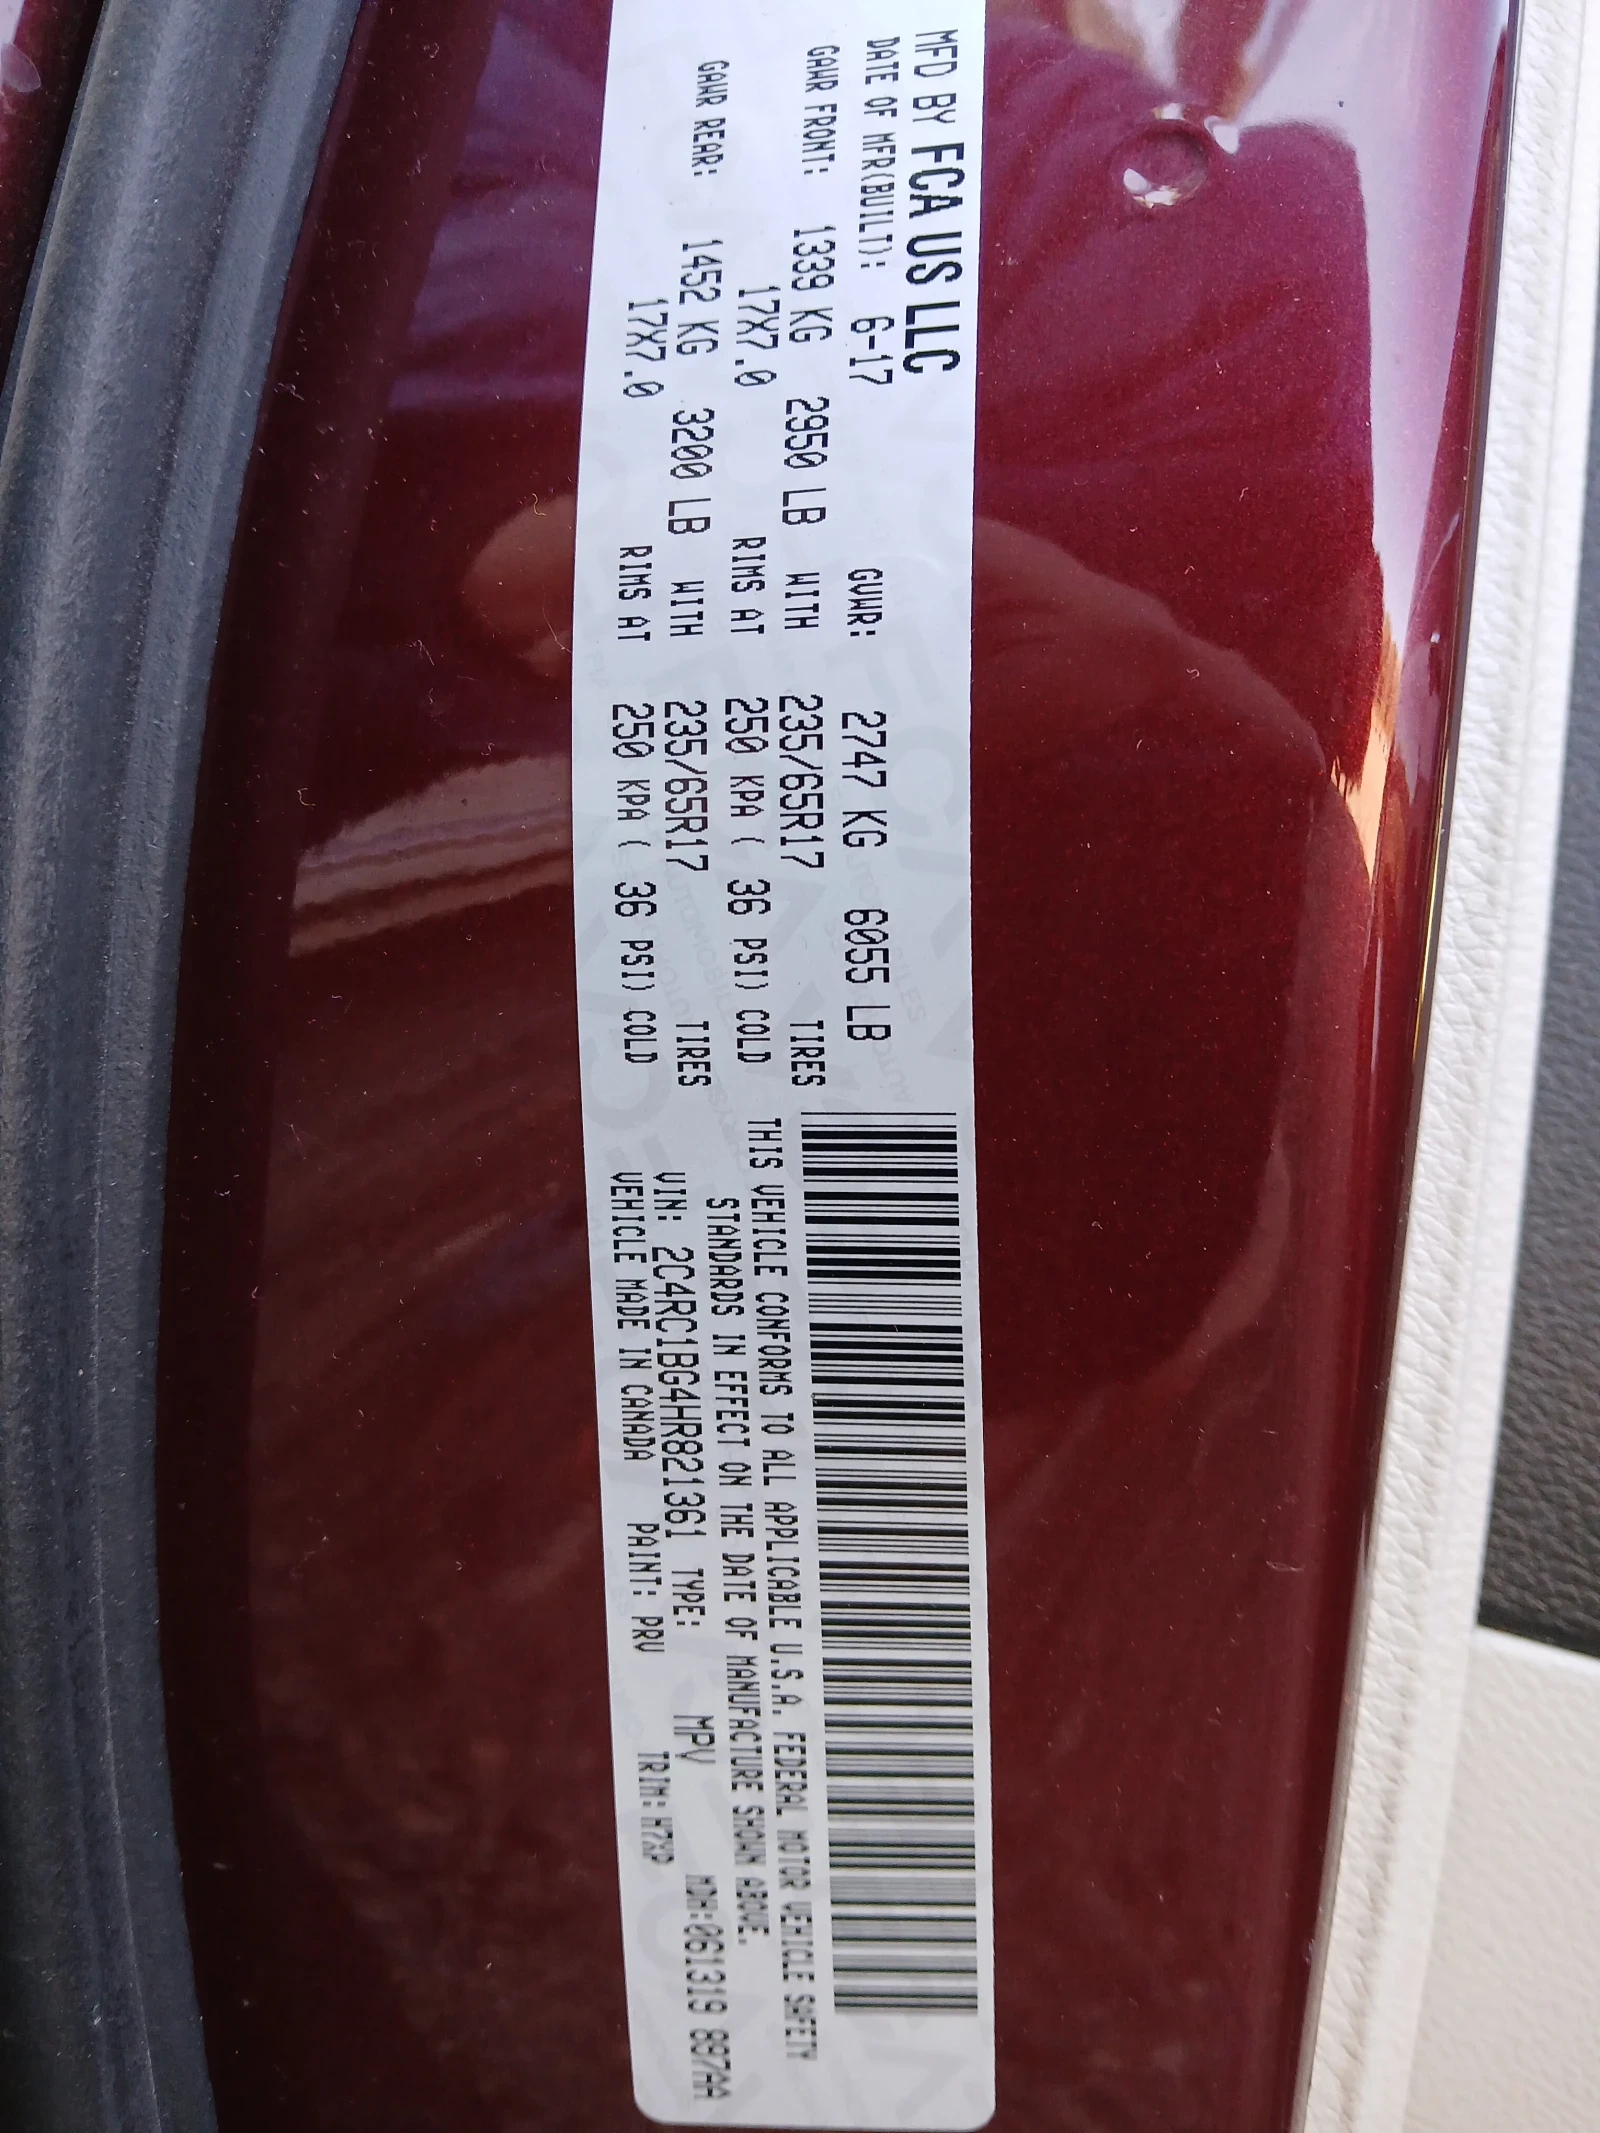 MFD BY FCA US LLC
DATE OF MFR(BUILT): 6-17 GVWR: 2747 KG 6055 LB
GAWR FRONT: 1339 KG 2950 LB WITH 235/65R17 TIRES
17X7.0 RIMS AT 250 KPA ( 36 PSI) COLD
GAWR REAR: 1452 KG 3200 LB WITH 235/65R17 TIRES
17X7.0 RIMS AT 250 KPA ( 36 PSI) COLD
THIS VEHICLE CONFORMS TO ALL APPLICABLE U.S.A. FEDERAL MOTOR VEHICLE SAFETY
STANDARDS IN EFFECT ON THE DATE OF MANUFACTURE SHOWN ABOVE.
VIN: 2C4RC1BG4HR821361 TYPE: MPV MDH:061319 897AA
VEHICLE MADE IN CANADA PAINT: PRV TRIM: